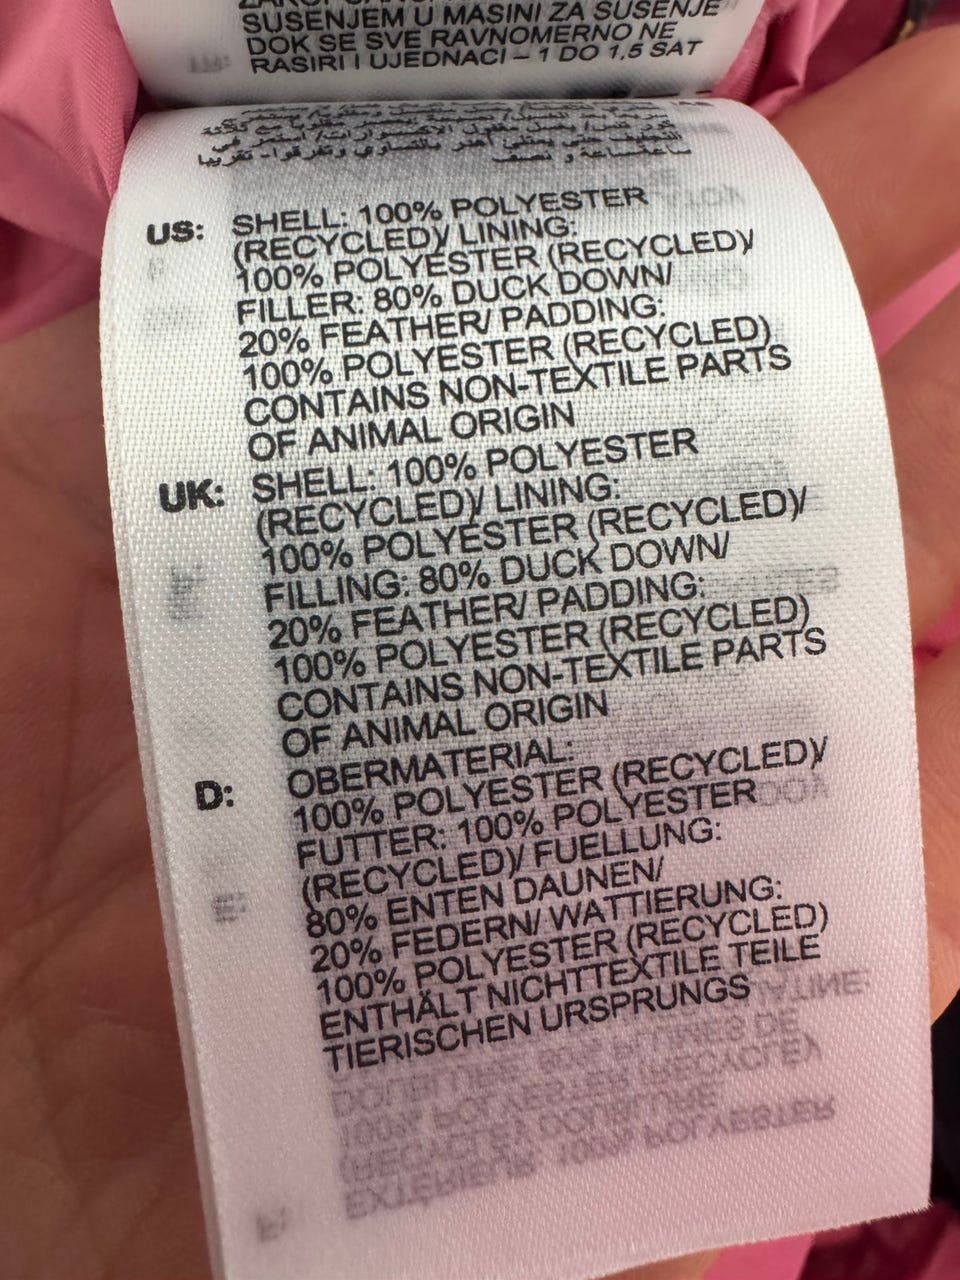 SUSENJEM U MASINI ZA SUSENJE
DOK SE SVE RAVNOMERNO NE
RASIRI I UJEDNACI – 1 DO 1,5 SAT
ساعة و نصف
US: SHELL: 100% POLYESTER
(RECYCLED)/ LINING:
100% POLYESTER (RECYCLED)/
FILLER: 80% DUCK DOWN/
20% FEATHER/ PADDING:
100% POLYESTER (RECYCLED)
CONTAINS NON-TEXTILE PARTS
OF ANIMAL ORIGIN
UK: SHELL: 100% POLYESTER
(RECYCLED)/ LINING:
100% POLYESTER (RECYCLED)/
FILLING: 80% DUCK DOWN/
20% FEATHER/ PADDING:
100% POLYESTER (RECYCLED)
CONTAINS NON-TEXTILE PARTS
OF ANIMAL ORIGIN
D: OBERMATERIAL:
100% POLYESTER (RECYCLED)/
FUTTER: 100% POLYESTER
(RECYCLED)/ FUELLUNG:
80% ENTEN DAUNEN/
20% FEDERN/ WATTIERUNG:
100% POLYESTER (RECYCLED)
ENTHÄLT NICHTTEXTILE TEILE
TIERISCHEN URSPRUNGS